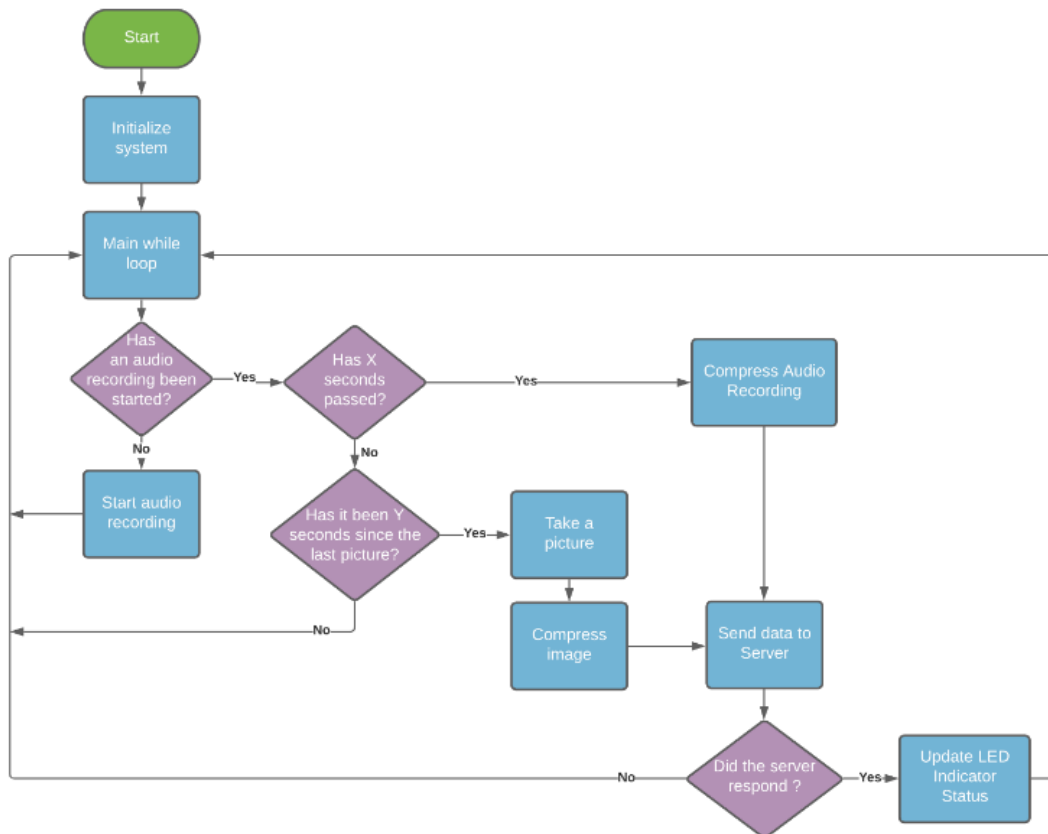 Start
Initialize
system
Main while
loop
Has
an audio
recording been
started?
Yes
Has X
seconds
passed?
Yes
Compress Audio
Recording
No
No
Start audio
recording
Has it been Y
seconds since the
last picture?
Yes
Take a
picture
No
Compress
image
Send data to
Server
No
Did the server
respond ?
Yes
Update LED
Indicator
Status